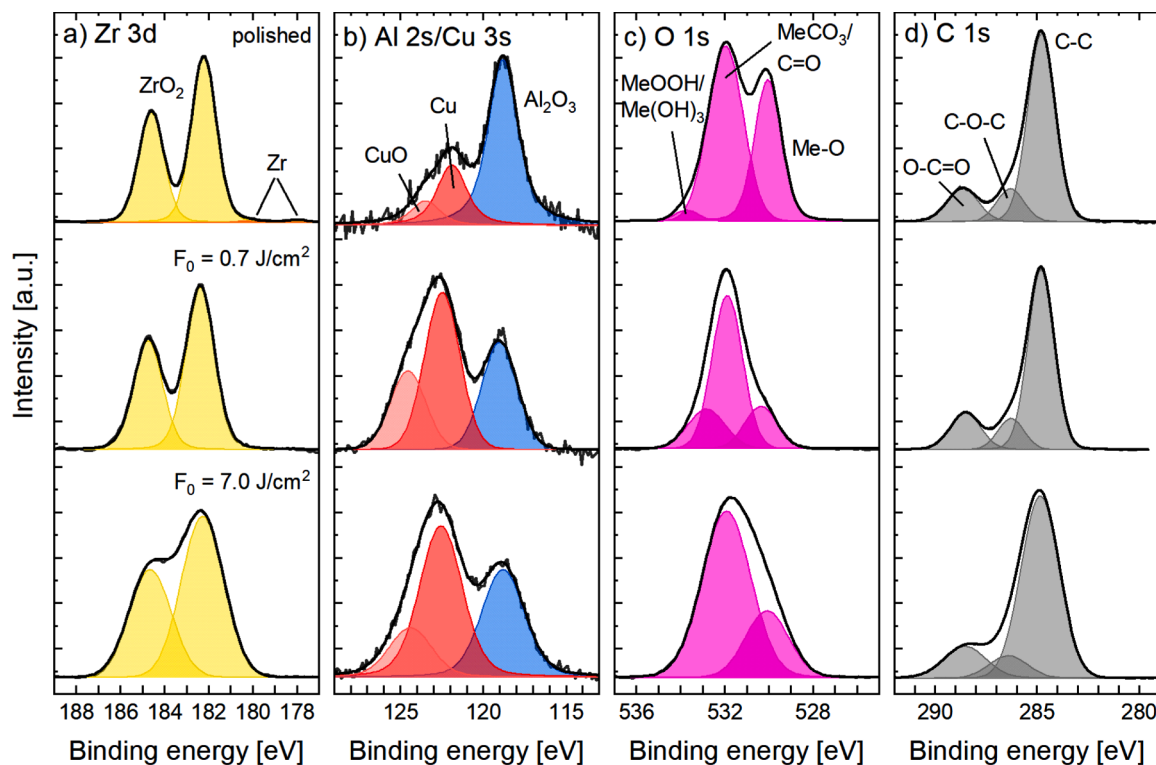 a) Zr 3d
polished
ZrO₂
Zr
F₀ = 0.7 J/cm²
F₀ = 7.0 J/cm²
188 186 184 182 180 178
Binding energy [eV]
Intensity [a.u.]
b) Al 2s/Cu 3s
Cu
CuO
Al₂O₃
125 120 115
Binding energy [eV]
c) O 1s
MeCO₃/
C=O
MeOOH/
Me(OH)₃
Me-O
536 532 528
Binding energy [eV]
d) C 1s
C-C
C-O-C
O-C=O
290 285 280
Binding energy [eV]